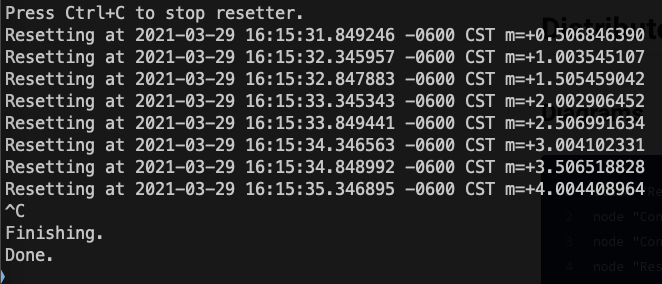 Press Ctrl+C to stop resetter.
Resetting at 2021-03-29 16:15:31.849246 -0600 CST m=+0.506846390
Resetting at 2021-03-29 16:15:32.345957 -0600 CST m=+1.003545107
Resetting at 2021-03-29 16:15:32.847883 -0600 CST m=+1.505459042
Resetting at 2021-03-29 16:15:33.345343 -0600 CST m=+2.002906452
Resetting at 2021-03-29 16:15:33.849441 -0600 CST m=+2.506991634
Resetting at 2021-03-29 16:15:34.346563 -0600 CST m=+3.004102331
Resetting at 2021-03-29 16:15:34.848992 -0600 CST m=+3.506518828
Resetting at 2021-03-29 16:15:35.346895 -0600 CST m=+4.004408964
^C
Finishing.
Done.
2 node "Con
3 node "Con
4 node "Res